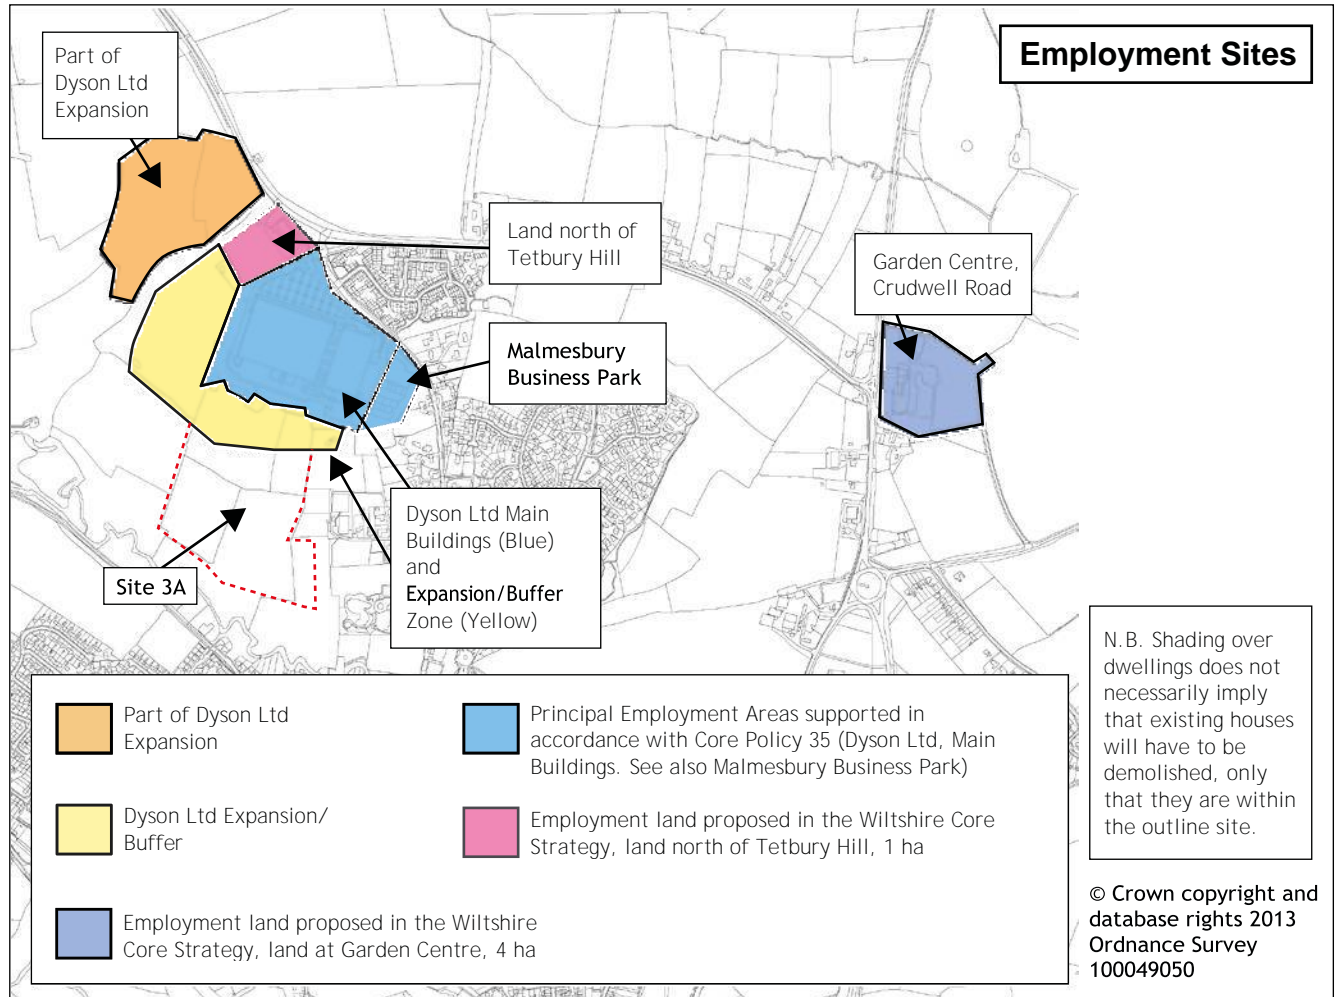 Employment Sites
Part of
Dyson Ltd
Expansion
Land north of
Tetbury Hill
Garden Centre,
Crudwell Road
Malmesbury
Business Park
Dyson Ltd Main
Buildings (Blue)
and
Expansion/Buffer
Zone (Yellow)
Site 3A
Part of Dyson Ltd
Expansion
Dyson Ltd Expansion/
Buffer
Employment land proposed in the Wiltshire
Core Strategy, land at Garden Centre, 4 ha
Principal Employment Areas supported in
accordance with Core Policy 35 (Dyson Ltd, Main
Buildings. See also Malmesbury Business Park)
Employment land proposed in the Wiltshire Core
Strategy, land north of Tetbury Hill, 1 ha
N.B. Shading over
dwellings does not
necessarily imply
that existing houses
will have to be
demolished, only
that they are within
the outline site.
© Crown copyright and
database rights 2013
Ordnance Survey
100049050